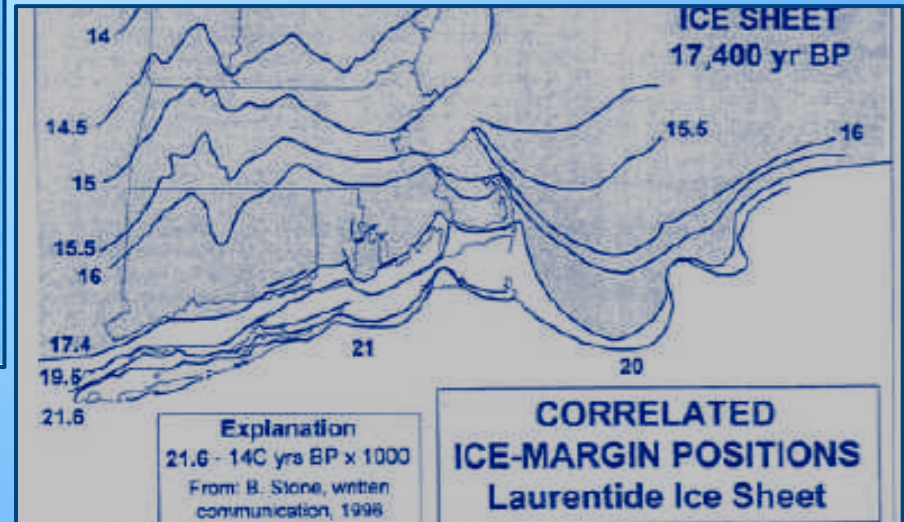 ICE SHEET
17,400 yr BP
14
14.5
15.5
16
15
15.5
16
17.4
19.5
21
20
21.6
Explanation
21.6 - 14C yrs BP x 1000
From: B. Stone, written
communication, 1998
CORRELATED
ICE-MARGIN POSITIONS
Laurentide Ice Sheet